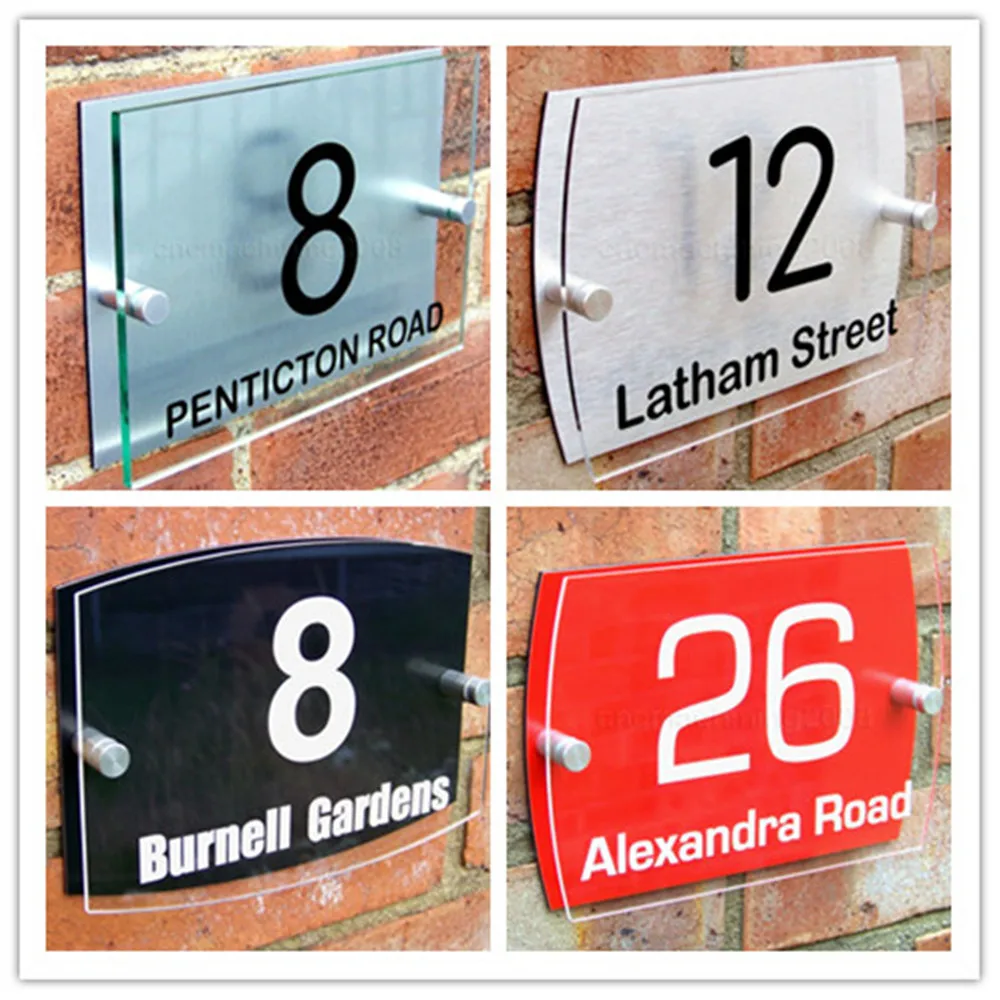 8
PENTICTON ROAD
12
Latham Street
8
Burnell Gardens
26
Alexandra Road